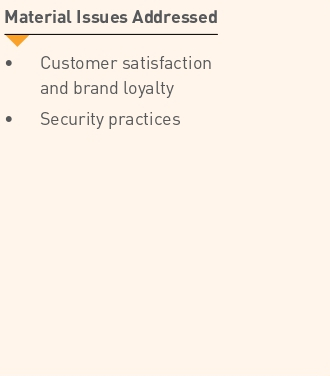 Material Issues Addressed
• Customer satisfaction
and brand loyalty
• Security practices